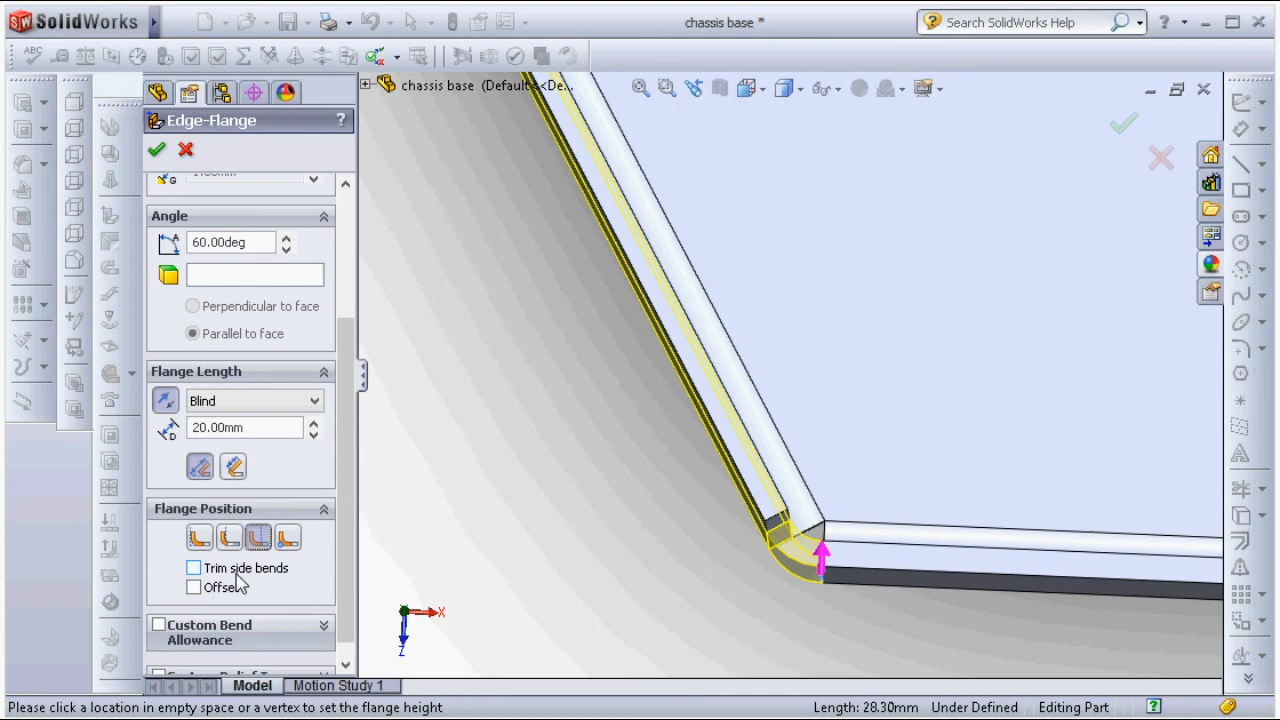 SolidWorks
chassis base *
Search SolidWorks Help
?
ABC
chassis base (Default<<De...
Edge-Flange
?
G
Angle
A
60.00deg
Perpendicular to face
Parallel to face
Flange Length
Blind
D
20.00mm
Flange Position
Trim side bends
Offset
Custom Bend
Allowance
X
Z
Model
Motion Study 1
Please click a location in empty space or a vertex to set the flange height
Length: 28.30mm
Under Defined
Editing Part
?